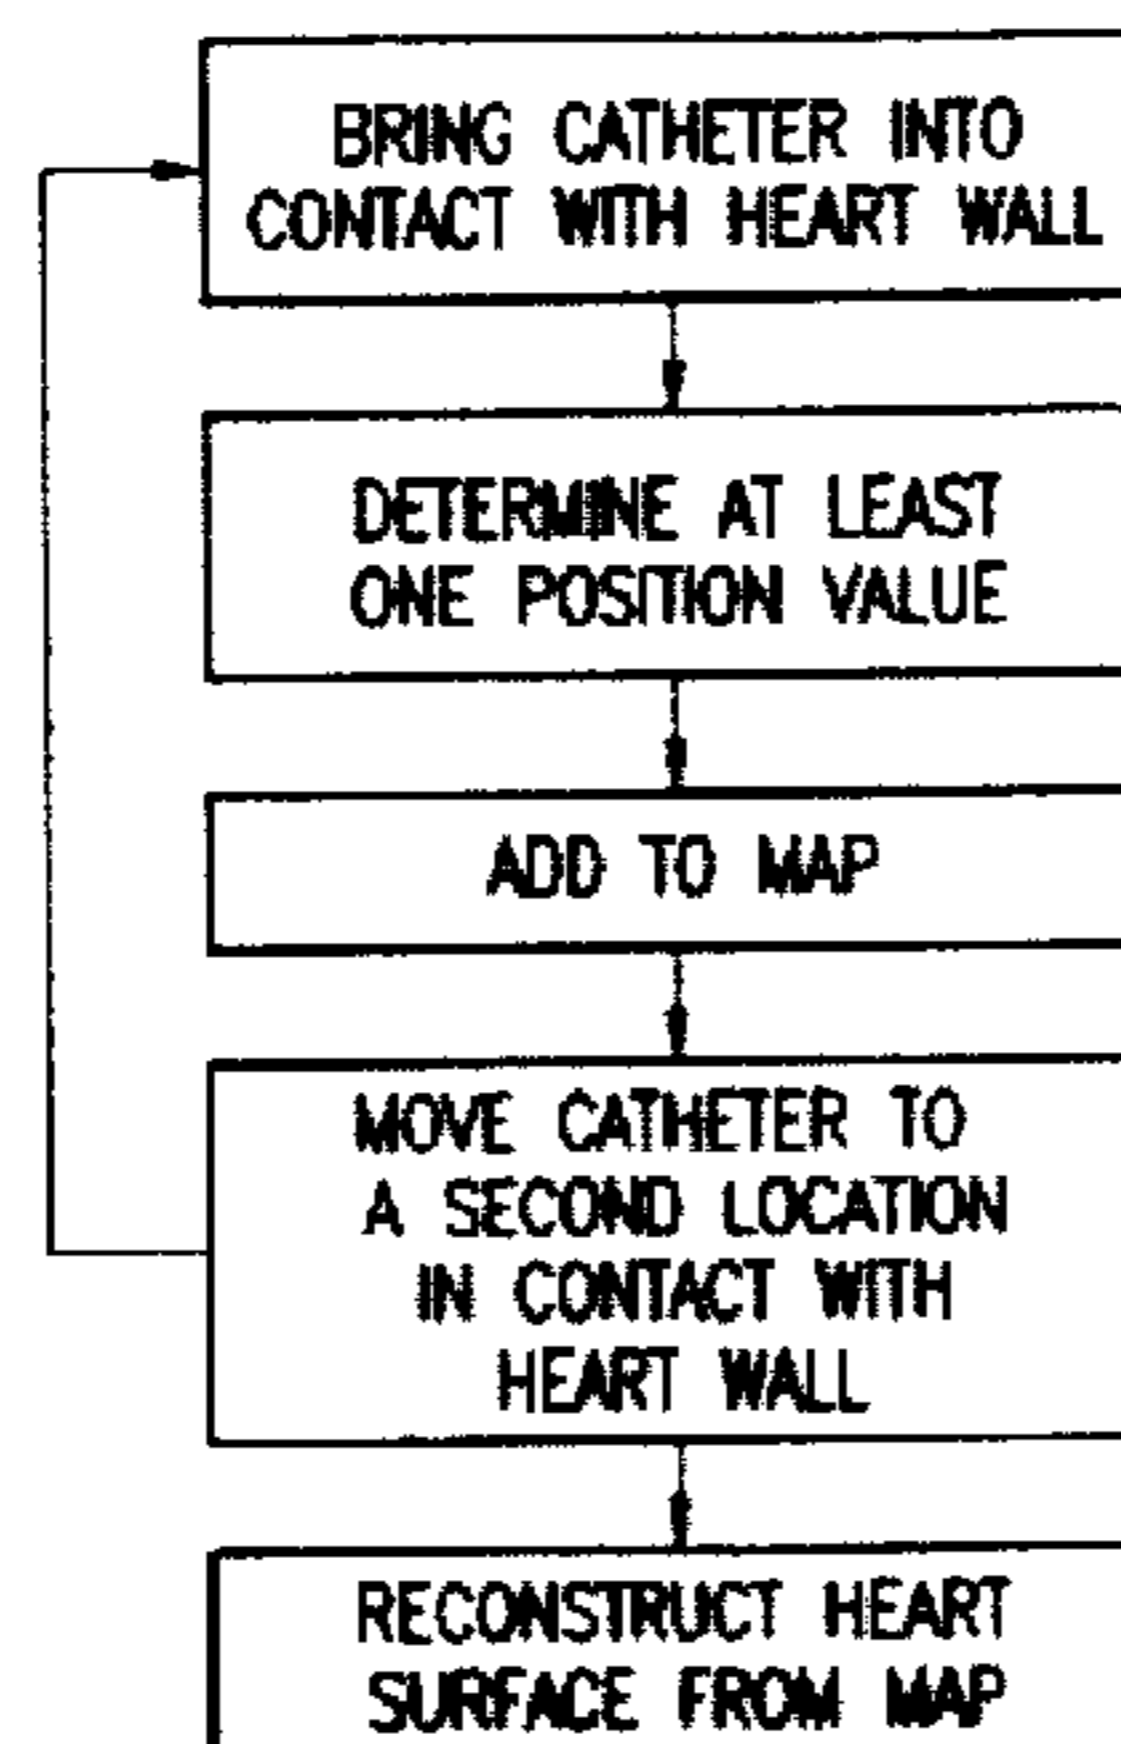 BRING CATHETER INTO
CONTACT WITH HEART WALL
DETERMINE AT LEAST
ONE POSITION VALUE
ADD TO MAP
MOVE CATHETER TO
A SECOND LOCATION
IN CONTACT WITH
HEART WALL
RECONSTRUCT HEART
SURFACE FROM MAP